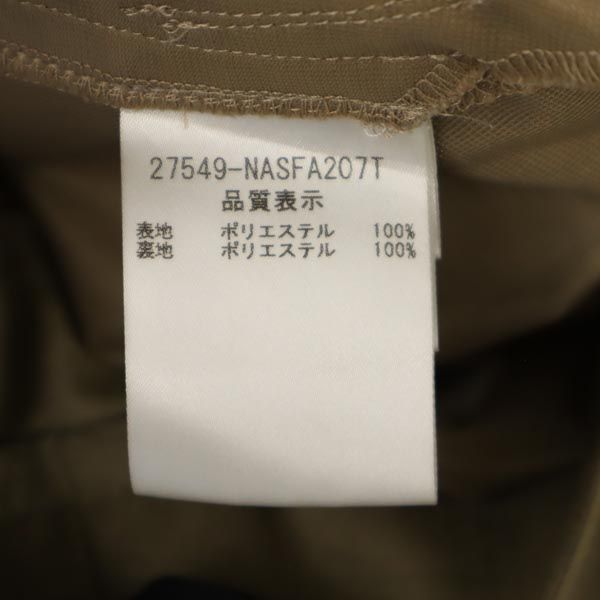 27549-NASFA207T
品質表示
表地 ポリエステル 100%
裏地 ポリエステル 100%